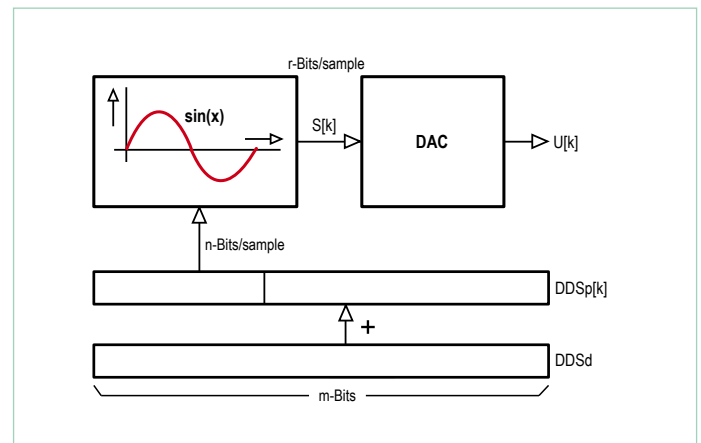 r-Bits/sample
sin(x)
S[k]
DAC
U[k]
n-Bits/sample
DDSp[k]
+
DDSd
m-Bits